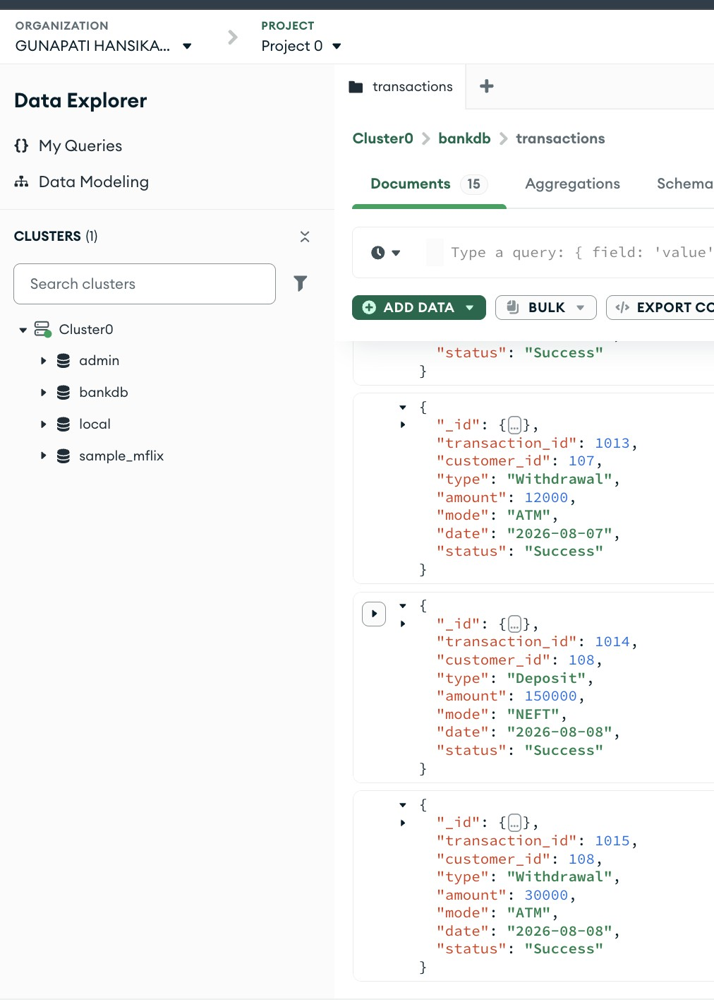 ORGANIZATION
GUNAPATI HANSIKA...
PROJECT
Project 0
Data Explorer
My Queries
Data Modeling
CLUSTERS (1)
Search clusters
Cluster0
admin
bankdb
local
sample_mflix
transactions
Cluster0 > bankdb > transactions
Documents 15 Aggregations Schema
Type a query: { field: 'value'
ADD DATA BULK </> EXPORT CO
"status": "Success"
}
{
"_id": {...},
"transaction_id": 1013,
"customer_id": 107,
"type": "Withdrawal",
"amount": 12000,
"mode": "ATM",
"date": "2026-08-07",
"status": "Success"
}
{
"_id": {...},
"transaction_id": 1014,
"customer_id": 108,
"type": "Deposit",
"amount": 150000,
"mode": "NEFT",
"date": "2026-08-08",
"status": "Success"
}
{
"_id": {...},
"transaction_id": 1015,
"customer_id": 108,
"type": "Withdrawal",
"amount": 30000,
"mode": "ATM",
"date": "2026-08-08",
"status": "Success"
}